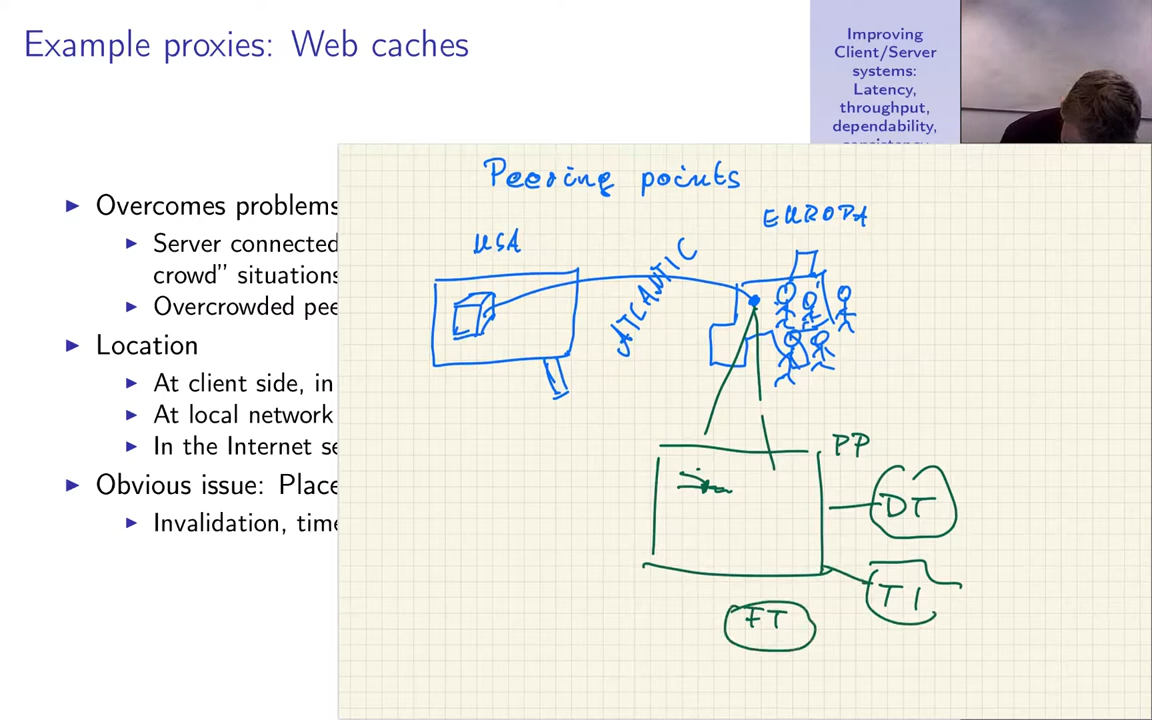 Example proxies: Web caches
Improving
Client/Server
systems:
Latency,
throughput,
dependability,
consistency
Overcomes problems
Server connected
crowd” situations
Overcrowded pee
Location
At client side, in
At local network
In the Internet se
Obvious issue: Place
Invalidation, time
Peering points
USA
ATLANTIC
EUROPA
PP
DT
TI
FT